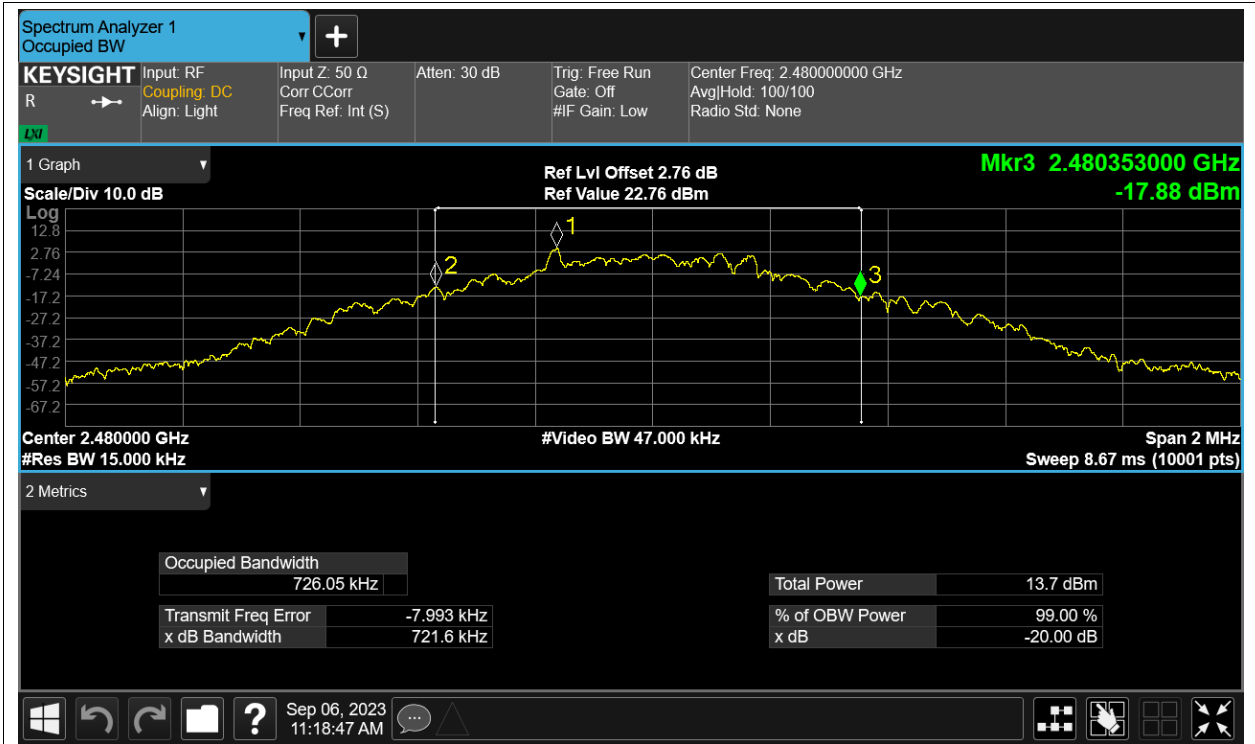 Spectrum Analyzer 1
Occupied BW
KEYSIGHT
R
LXI
Input: RF
Coupling: DC
Align: Light
Input Z: 50 Ω
Corr CCorr
Freq Ref: Int (S)
Atten: 30 dB
Trig: Free Run
Gate: Off
#IF Gain: Low
Center Freq: 2.480000000 GHz
Avg|Hold: 100/100
Radio Std: None
1 Graph
Scale/Div 10.0 dB
Ref Lvl Offset 2.76 dB
Ref Value 22.76 dBm
Mkr3 2.480353000 GHz
-17.88 dBm
Log
12.8
2.76
-7.24
-17.2
-27.2
-37.2
-47.2
-57.2
-67.2
1
2
3
Center 2.480000 GHz
#Res BW 15.000 kHz
#Video BW 47.000 kHz
Span 2 MHz
Sweep 8.67 ms (10001 pts)
2 Metrics
Occupied Bandwidth
726.05 kHz
Transmit Freq Error -7.993 kHz
x dB Bandwidth 721.6 kHz
Total Power 13.7 dBm
% of OBW Power 99.00 %
x dB -20.00 dB
?
Sep 06, 2023
11:18:47 AM